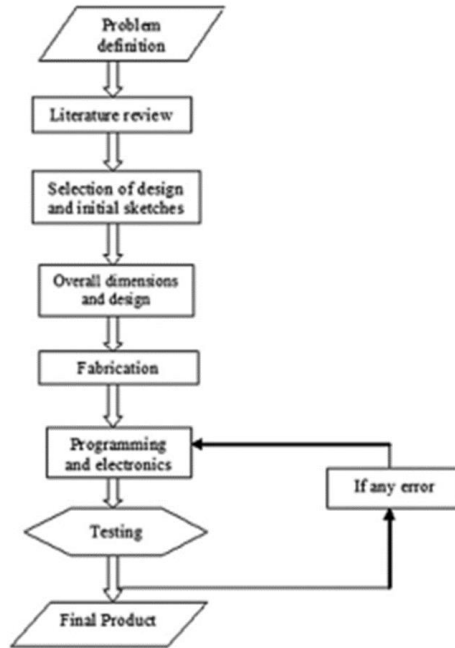 Problem
definition
Literature review
Selection of design
and initial sketches
Overall dimensions
and design
Fabrication
Programming
and electronics
If any error
Testing
Final Product